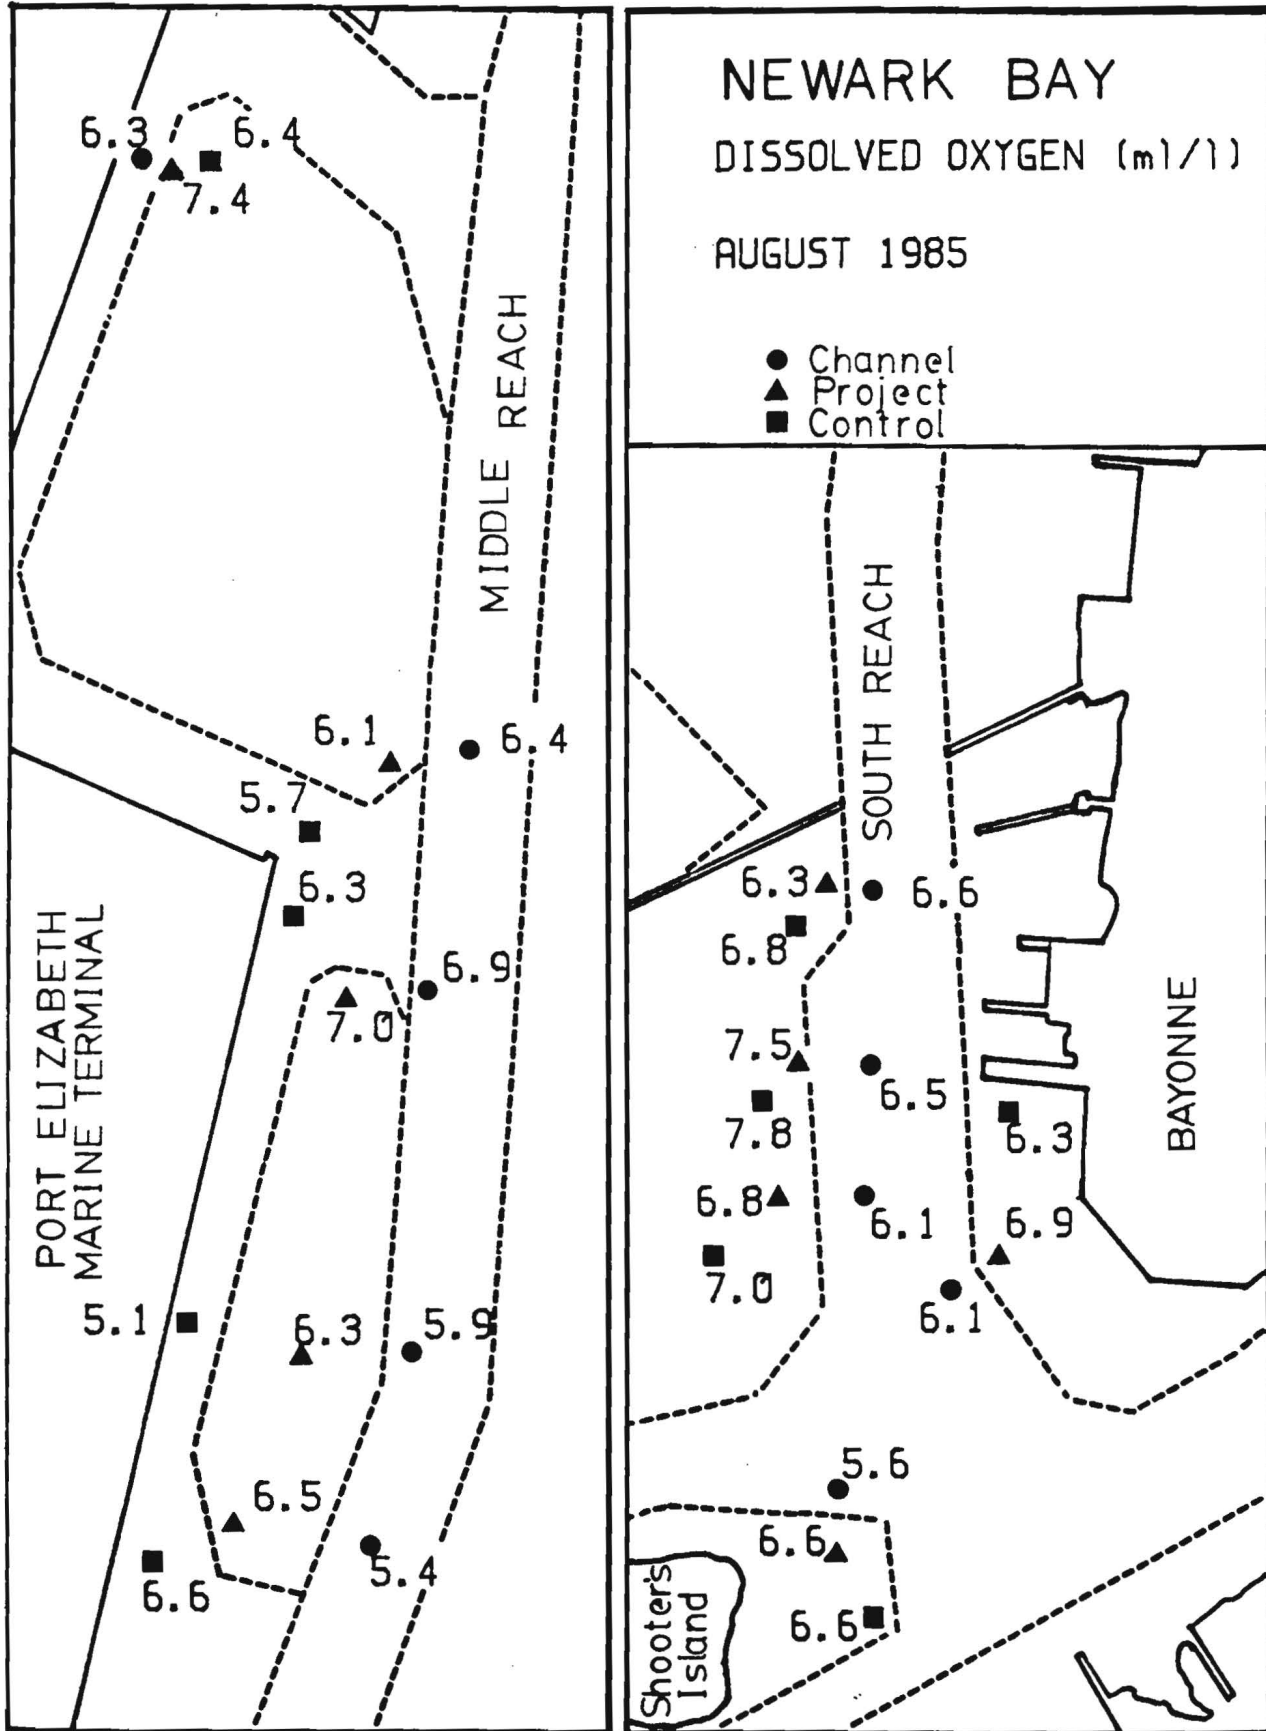 NEWARK BAY
DISSOLVED OXYGEN (ml/l)
AUGUST 1985
Channel
Project
Control
6.3
6.4
7.4
MIDDLE REACH
6.1
6.4
5.7
6.3
6.9
7.0
PORT ELIZABETH
MARINE TERMINAL
5.1
6.3
5.9
6.5
5.4
6.6
SOUTH REACH
6.3
6.6
6.8
7.5
6.5
7.8
6.3
BAYONNE
6.8
6.1
6.9
7.0
6.1
5.6
6.6
6.6
Shooter's
Island